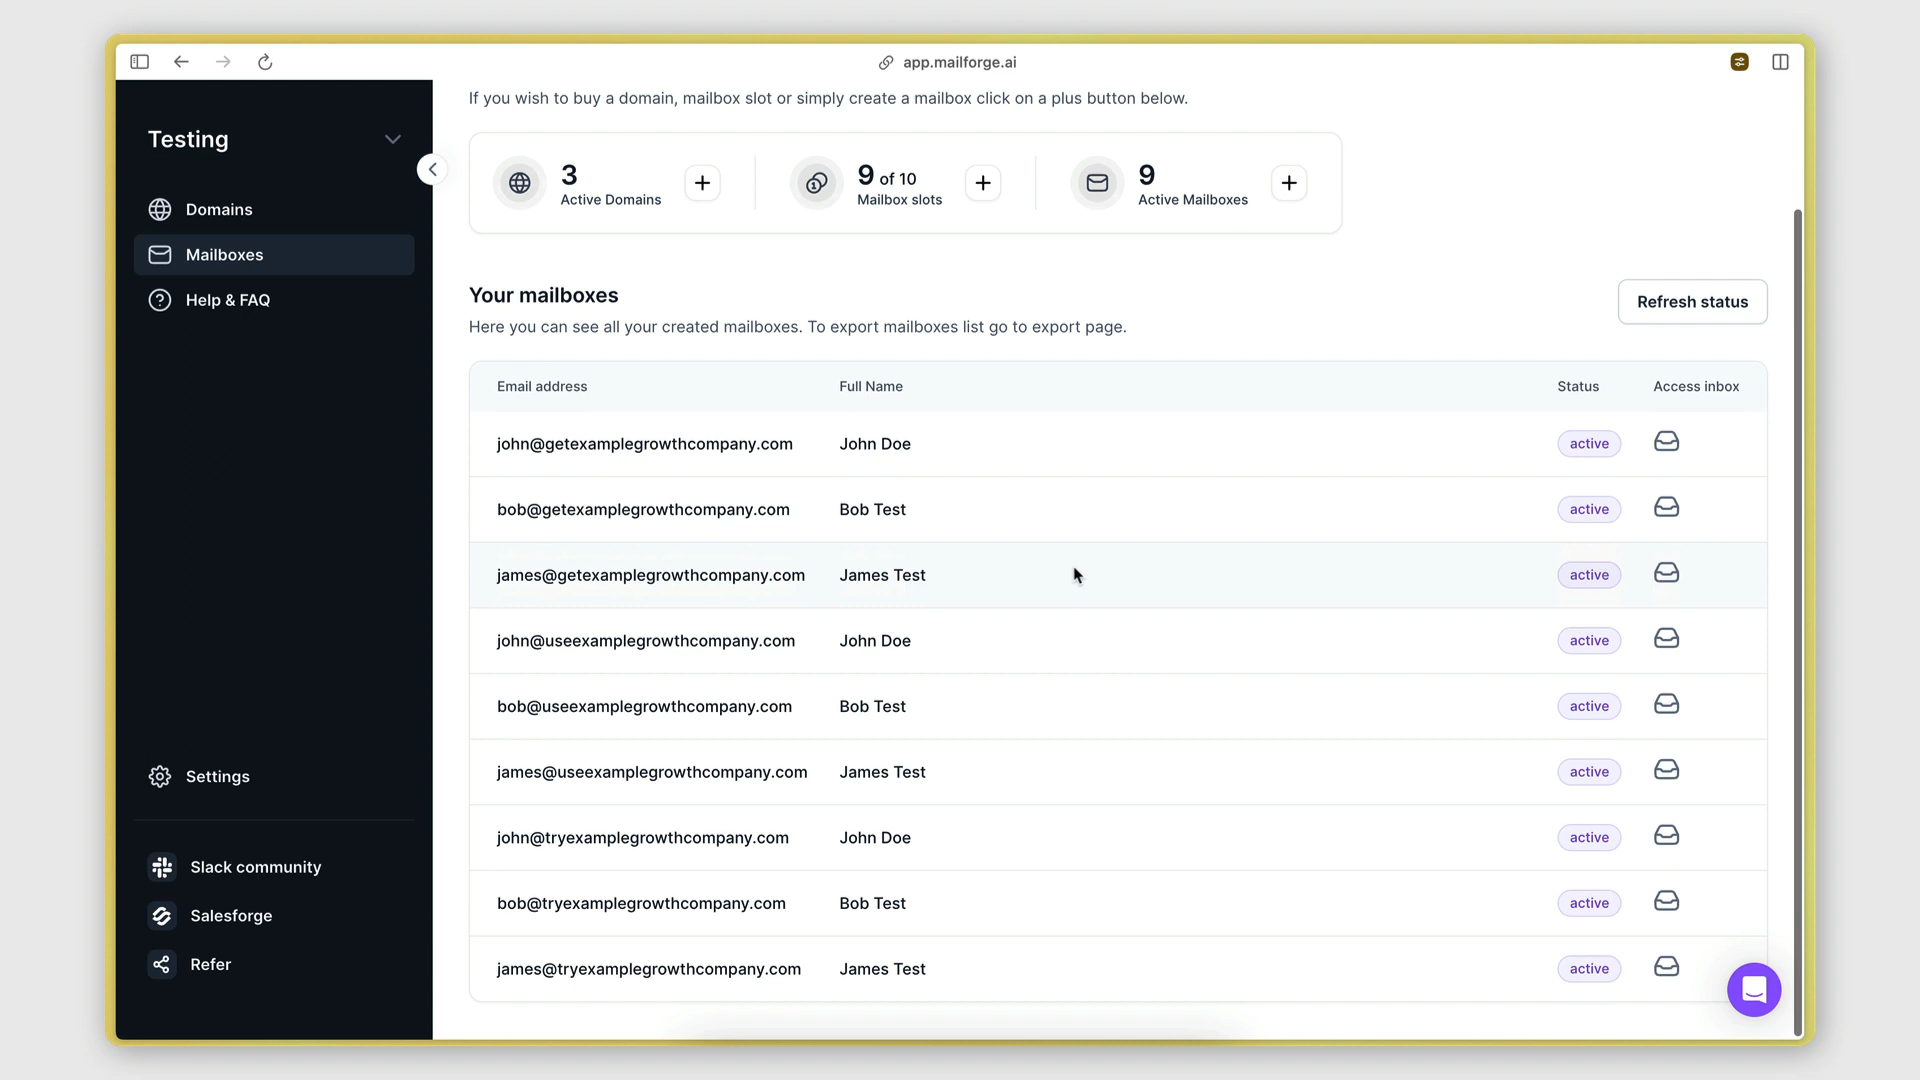 app.mailforge.ai
Testing
Domains
Mailboxes
Help & FAQ
Settings
Slack community
Salesforge
Refer
If you wish to buy a domain, mailbox slot or simply create a mailbox click on a plus button below.
3
Active Domains
9 of 10
Mailbox slots
9
Active Mailboxes
Your mailboxes
Here you can see all your created mailboxes. To export mailboxes list go to export page.
Refresh status
Email address Full Name Status Access inbox
john@getexamplegrowthcompany.com John Doe active
bob@getexamplegrowthcompany.com Bob Test active
james@getexamplegrowthcompany.com James Test active
john@useexamplegrowthcompany.com John Doe active
bob@useexamplegrowthcompany.com Bob Test active
james@useexamplegrowthcompany.com James Test active
john@tryexamplegrowthcompany.com John Doe active
bob@tryexamplegrowthcompany.com Bob Test active
james@tryexamplegrowthcompany.com James Test active